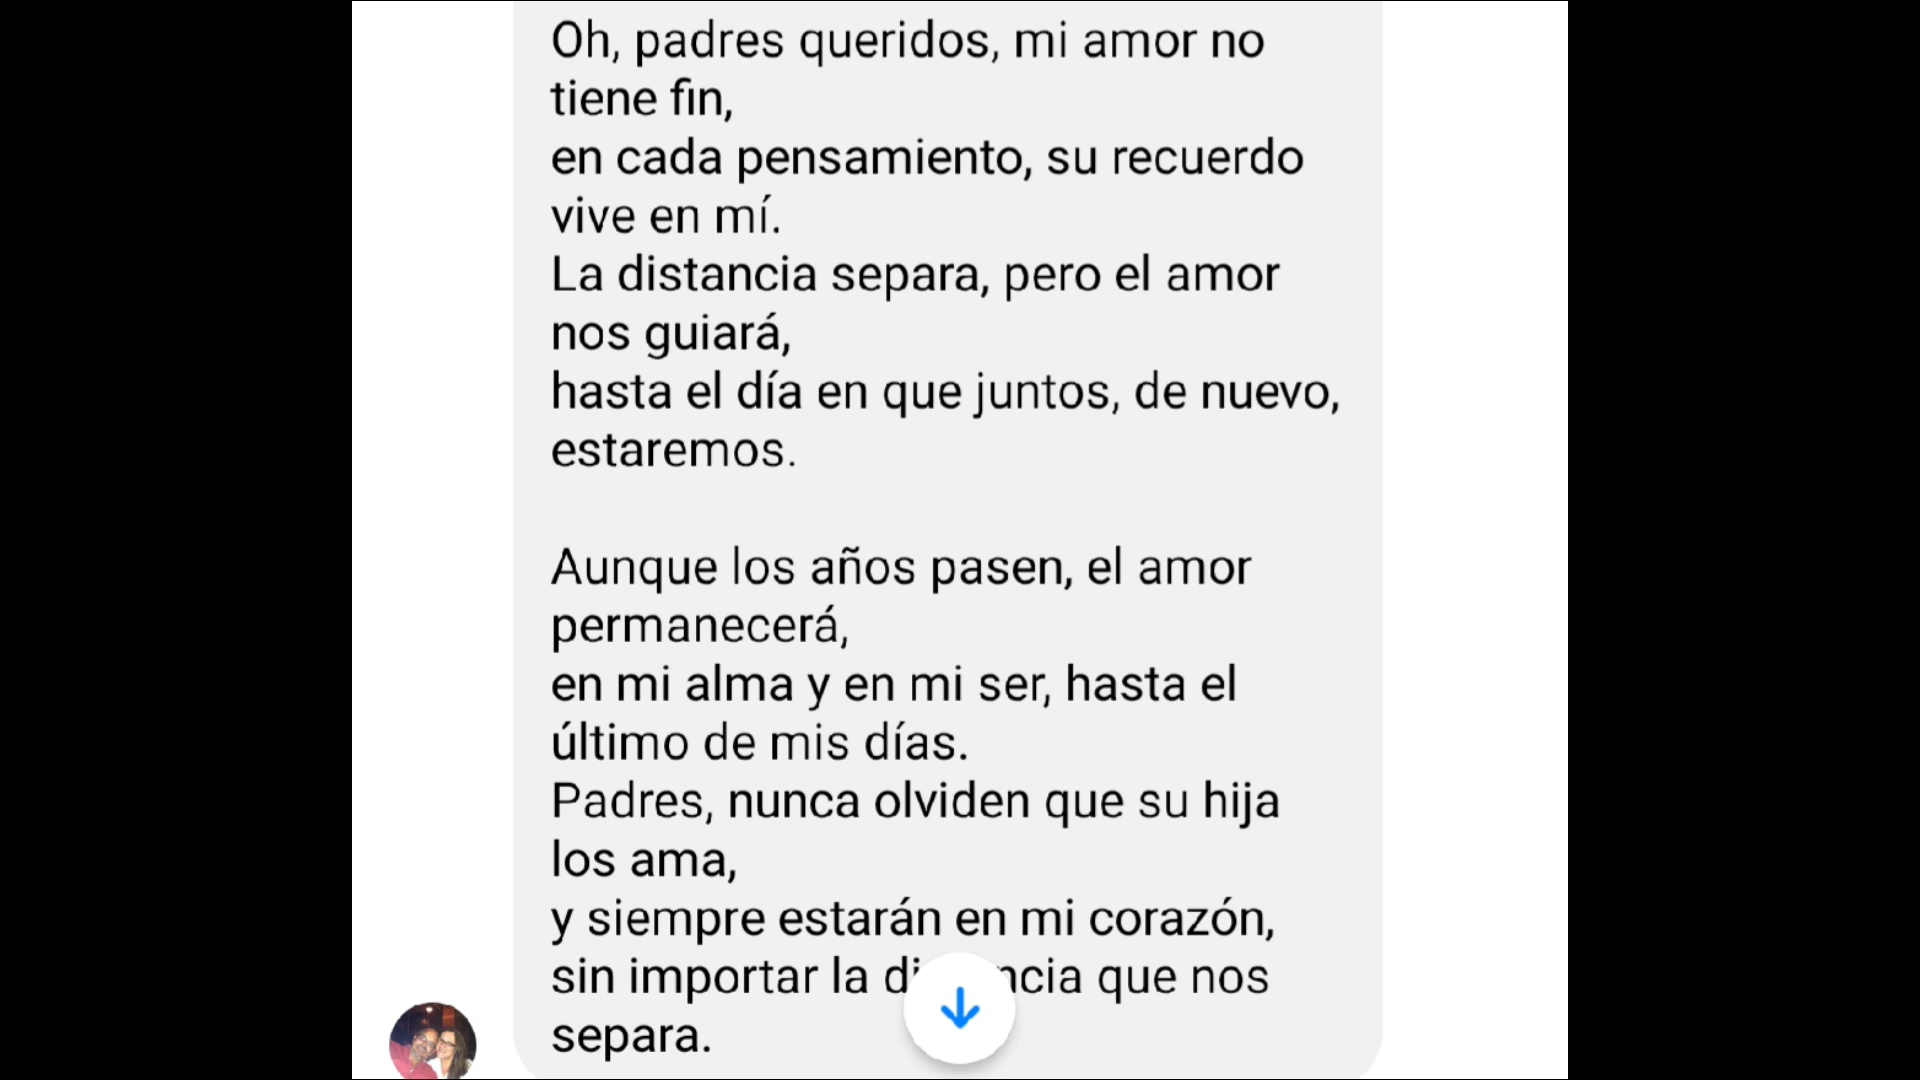 Oh, padres queridos, mi amor no
tiene fin,
en cada pensamiento, su recuerdo
vive en mí.
La distancia separa, pero el amor
nos guiará,
hasta el día en que juntos, de nuevo,
estaremos.
Aunque los años pasen, el amor
permanecerá,
en mi alma y en mi ser, hasta el
último de mis días.
Padres, nunca olviden que su hija
los ama,
y siempre estarán en mi corazón,
sin importar la que nos
separa.